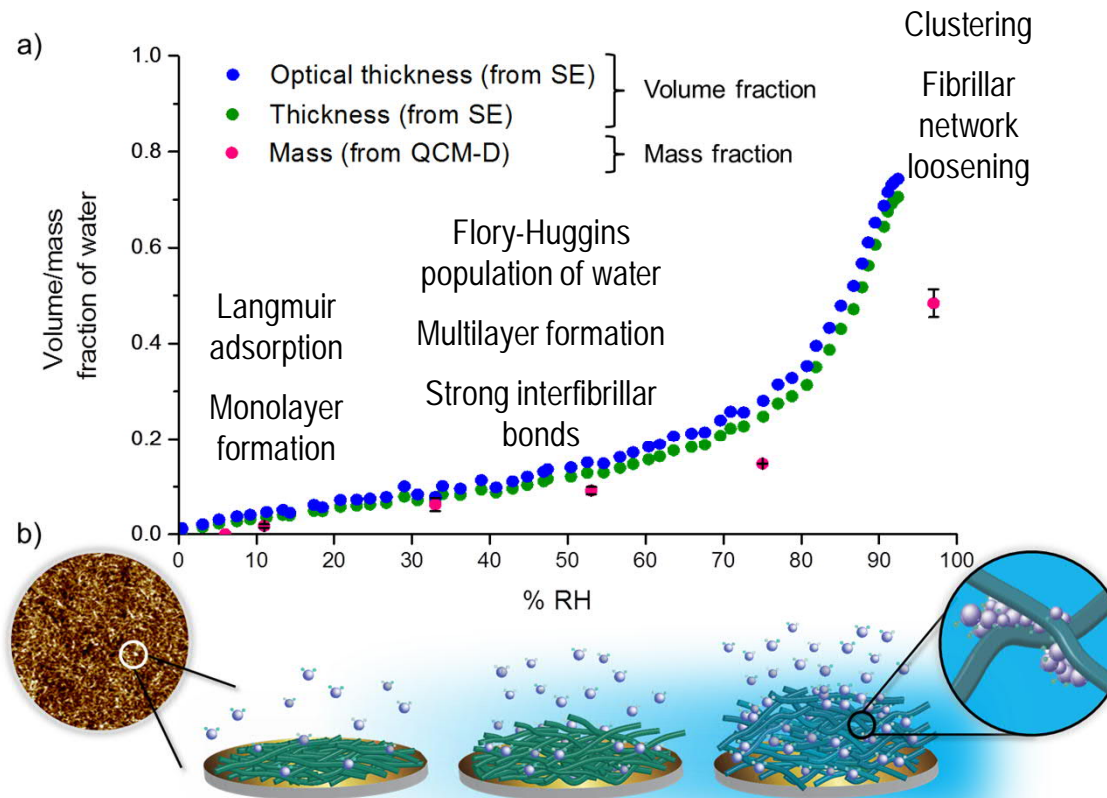 a)
Clustering
Fibrillar
network
loosening
Optical thickness (from SE)
Thickness (from SE)
Volume fraction
Mass (from QCM-D)
Mass fraction
Volume/mass
fraction of water
1.0
0.8
0.6
0.4
0.2
0.0
Langmuir
adsorption
Monolayer
formation
Flory-Huggins
population of water
Multilayer formation
Strong interfibrillar
bonds
0 10 20 30 40 50 60 70 80 90 100
% RH
b)